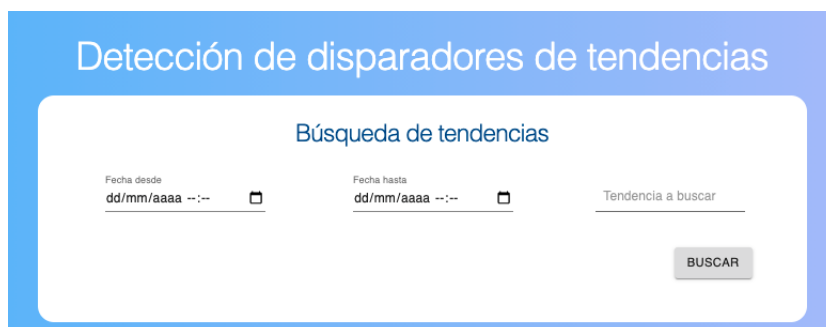 Detección de disparadores de tendencias
Búsqueda de tendencias
Fecha desde
dd/mm/aaaa --:--
Fecha hasta
dd/mm/aaaa --:--
Tendencia a buscar
BUSCAR